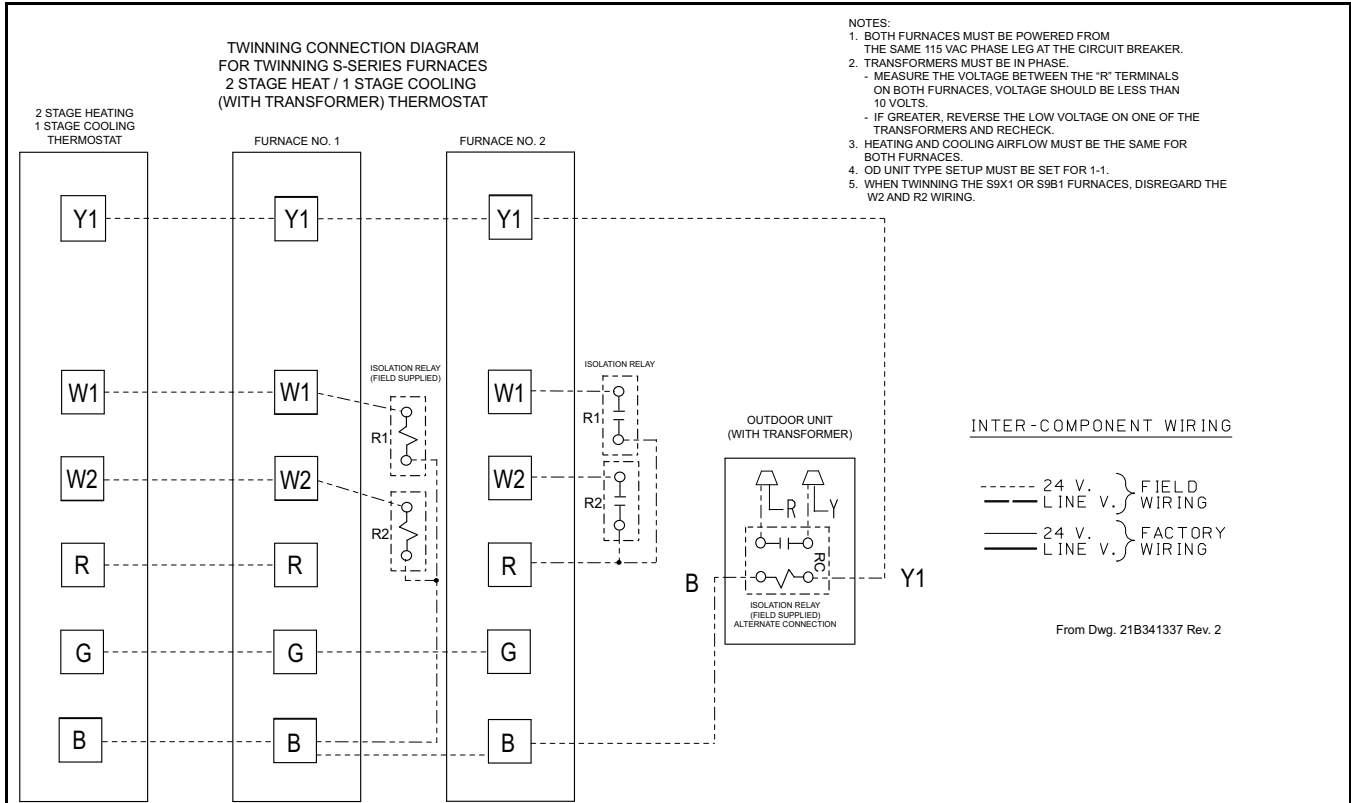 TWINNING CONNECTION DIAGRAM
FOR TWINNING S-SERIES FURNACES
2 STAGE HEAT / 1 STAGE COOLING
(WITH TRANSFORMER) THERMOSTAT
NOTES:
1. BOTH FURNACES MUST BE POWERED FROM
THE SAME 115 VAC PHASE LEG AT THE CIRCUIT BREAKER.
2. TRANSFORMERS MUST BE IN PHASE.
- MEASURE THE VOLTAGE BETWEEN THE "R" TERMINALS
ON BOTH FURNACES, VOLTAGE SHOULD BE LESS THAN
10 VOLTS.
- IF GREATER, REVERSE THE LOW VOLTAGE ON ONE OF THE
TRANSFORMERS AND RECHECK.
3. HEATING AND COOLING AIRFLOW MUST BE THE SAME FOR
BOTH FURNACES.
4. OD UNIT TYPE SETUP MUST BE SET FOR 1-1.
5. WHEN TWINNING THE S9X1 OR S9B1 FURNACES, DISREGARD THE
W2 AND R2 WIRING.
2 STAGE HEATING
1 STAGE COOLING
THERMOSTAT
Y1
W1
W2
R
G
B
FURNACE NO. 1
Y1
W1
W2
R
G
B
ISOLATION RELAY
(FIELD SUPPLIED)
R1
R2
FURNACE NO. 2
Y1
W1
W2
R
G
B
ISOLATION RELAY
R1
R2
OUTDOOR UNIT
(WITH TRANSFORMER)
R
Y
RC
B
Y1
ISOLATION RELAY
(FIELD SUPPLIED)
ALTERNATE CONNECTION
INTER-COMPONENT WIRING
24 V.
LINE V.
FIELD
WIRING
24 V.
LINE V.
FACTORY
WIRING
From Dwg. 21B341337 Rev. 2